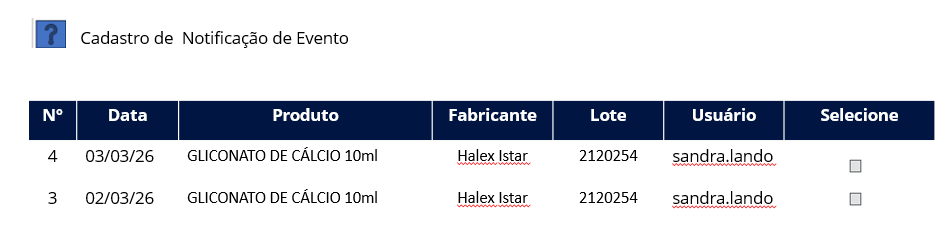 ?
Cadastro de Notificação de Evento
Nº Data Produto Fabricante Lote Usuário Selecione
4 03/03/26 GLICONATO DE CÁLCIO 10ml Halex Istar 2120254 sandra.lando
3 02/03/26 GLICONATO DE CÁLCIO 10ml Halex Istar 2120254 sandra.lando